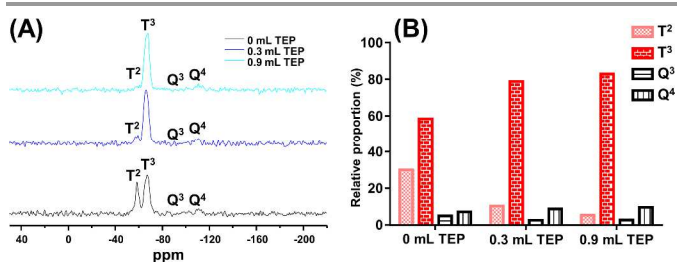 (A)
T³
0 mL TEP
0.3 mL TEP
0.9 mL TEP
T²
Q³ Q⁴
T²
Q³ Q⁴
T³
T²
Q³ Q⁴
40 0 -40 -80 -120 -160 -200
ppm
(B)
T²
T³
Q³
Q⁴
Relative proportion (%)
100
80
60
40
20
0
0 mL TEP 0.3 mL TEP 0.9 mL TEP